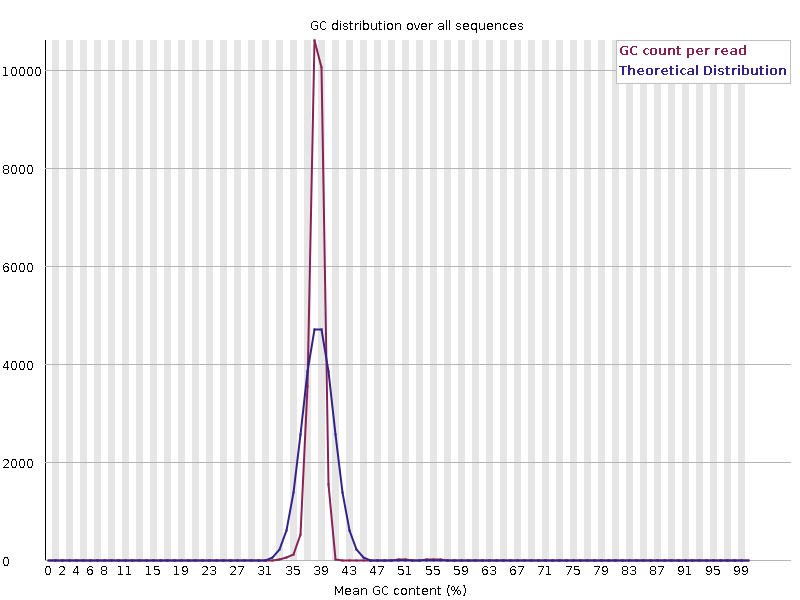 GC distribution over all sequences
GC count per read
Theoretical Distribution
10000
8000
6000
4000
2000
0
0 2 4 6 8 11 15 19 23 27 31 35 39 43 47 51 55 59 63 67 71 75 79 83 87 91 95 99
Mean GC content (%)